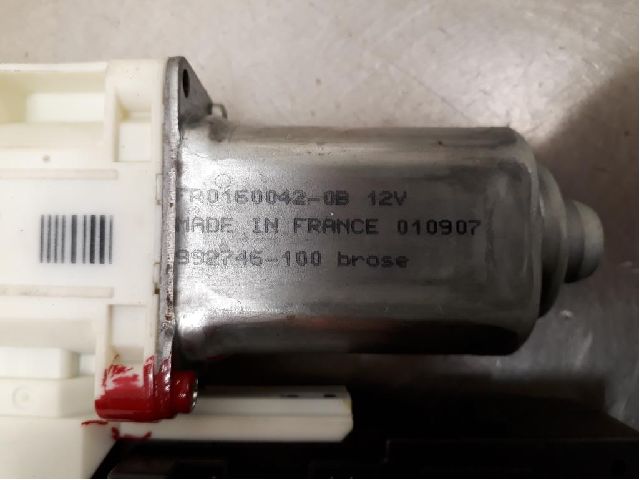 TR0160042-0B 12V
MADE IN FRANCE 010907
992746-100 brose